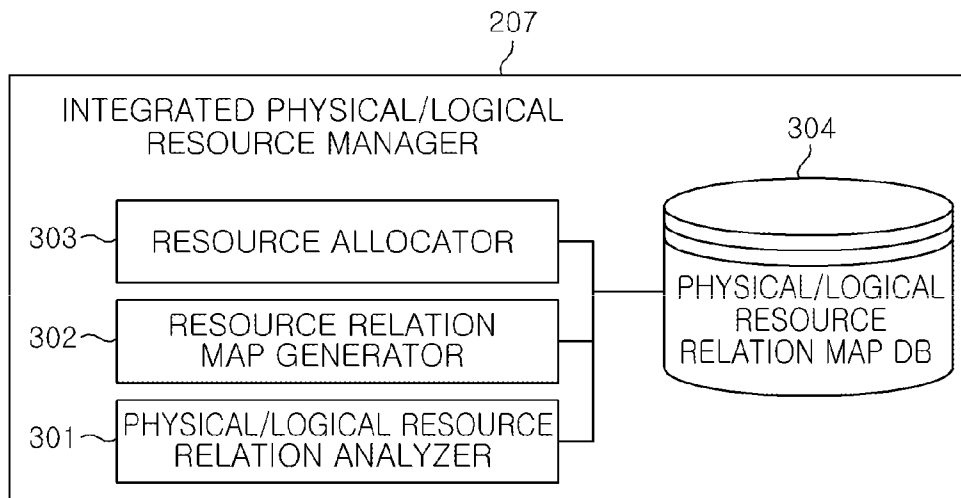 207
INTEGRATED PHYSICAL/LOGICAL
RESOURCE MANAGER
304
303
RESOURCE ALLOCATOR
302
RESOURCE RELATION
MAP GENERATOR
301
PHYSICAL/LOGICAL RESOURCE
RELATION ANALYZER
PHYSICAL/LOGICAL
RESOURCE
RELATION MAP DB